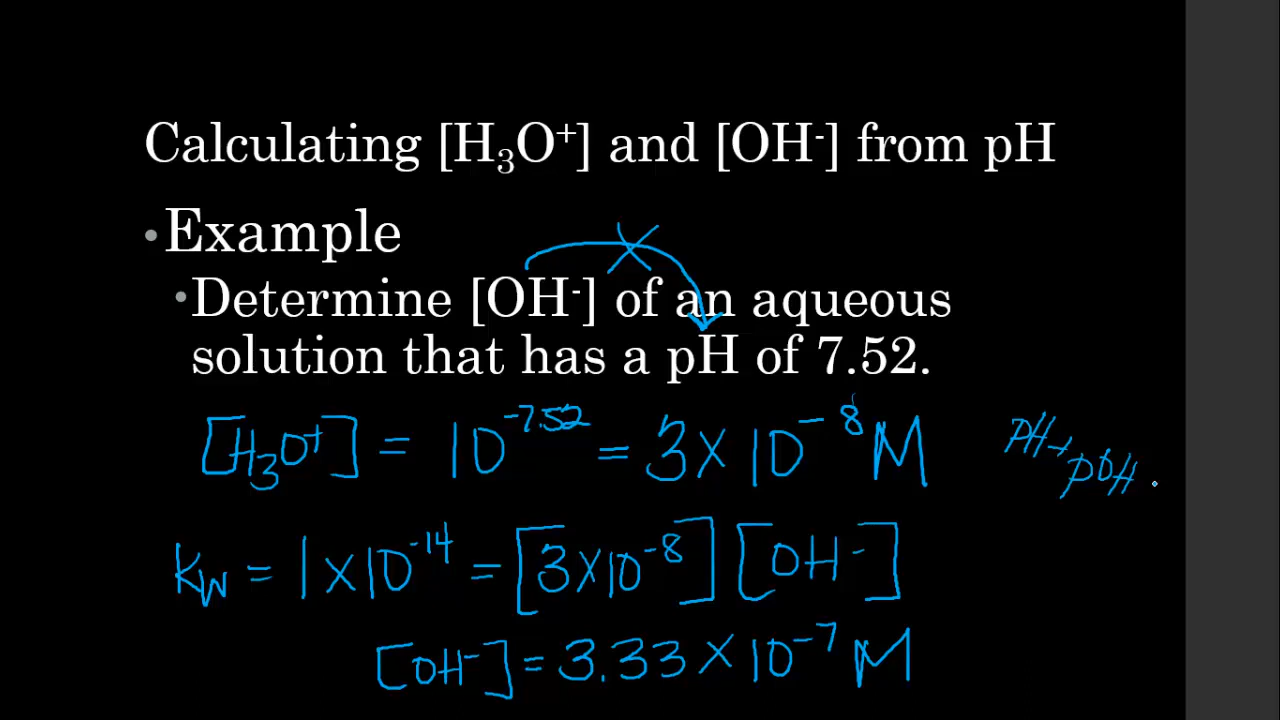 Calculating [H₃O⁺] and [OH⁻] from pH
• Example
• Determine [OH⁻] of an aqueous
solution that has a pH of 7.52.
[H₃O⁺] = 10⁻⁷·⁵² = 3 × 10⁻⁸ M
pH +
pOH
Kw = 1 × 10⁻¹⁴ = [3 × 10⁻⁸] [OH⁻]
[OH⁻] = 3.33 × 10⁻⁷ M